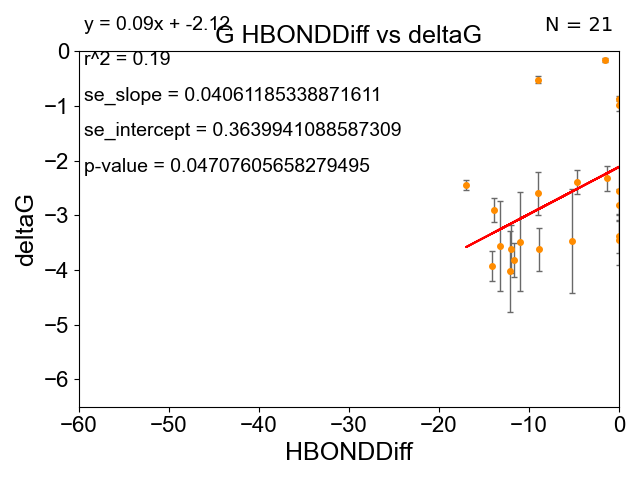 y = 0.09x + -2.12
N = 21
G HBONDDiff vs deltaG
r^2 = 0.19
se_slope = 0.04061185338871611
se_intercept = 0.3639941088587309
p-value = 0.04707605658279495
0
−1
−2
−3
−4
−5
−6
deltaG
−60 −50 −40 −30 −20 −10 0
HBONDDiff